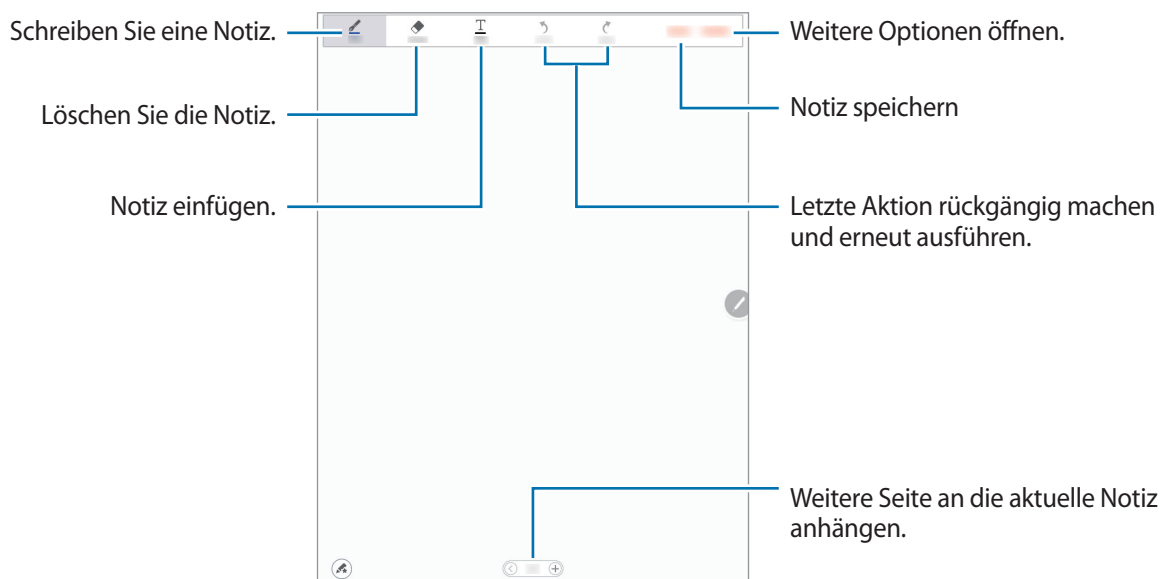 Schreiben Sie eine Notiz.
Weitere Optionen öffnen.
Löschen Sie die Notiz.
Notiz speichern
Notiz einfügen.
Letzte Aktion rückgängig machen
und erneut ausführen.
Weitere Seite an die aktuelle Notiz
anhängen.